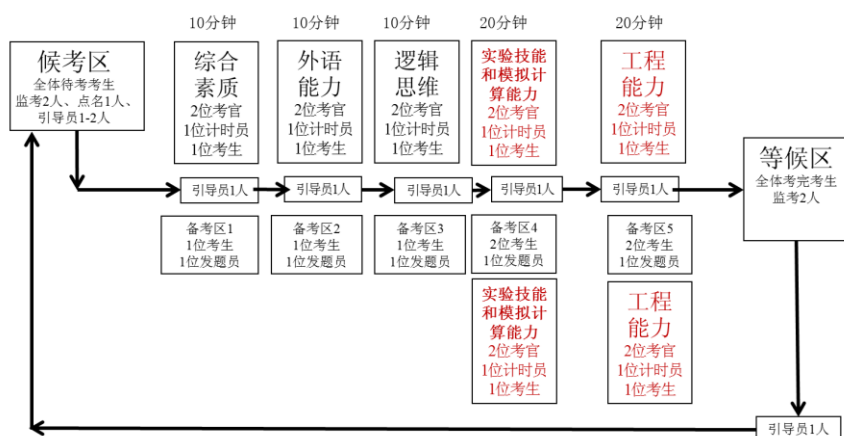 10分钟
10分钟
10分钟
20分钟
20分钟
候考区
全体待考考生
监考2人、点名1人、
引导员1-2人
综合
素质
2位考官
1位计时员
1位考生
外语
能力
2位考官
1位计时员
1位考生
逻辑
思维
2位考官
1位计时员
1位考生
实验技能
和模拟计
算能力
2位考官
1位计时员
1位考生
工程
能力
2位考官
1位计时员
1位考生
等候区
全体考完考生
监考2人
引导员1人
引导员1人
引导员1人
引导员1人
引导员1人
备考区1
1位考生
1位发题员
备考区2
1位考生
1位发题员
备考区3
1位考生
1位发题员
备考区4
2位考生
1位发题员
备考区5
2位考生
1位发题员
实验技能
和模拟计
算能力
2位考官
1位计时员
1位考生
工程
能力
2位考官
1位计时员
1位考生
引导员1人